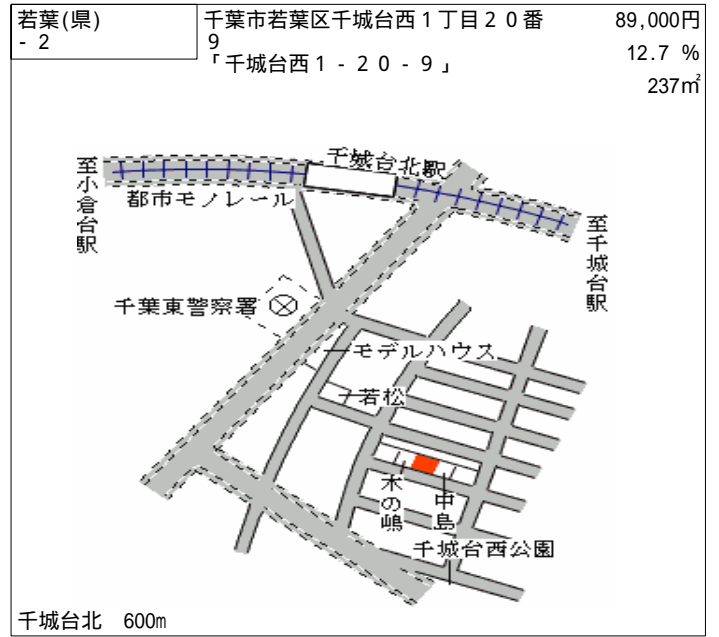 若葉(県)
- 2
千葉市若葉区千城台西１丁目２０番
９
「千城台西１-２０-９」
89,000円
12.7 %
237㎡
千城台北駅
至小倉台駅
都市モノレール
至千城台駅
千葉東警察署
モデルハウス
若松
木の嶋
中島
千城台西公園
千城台北 600m